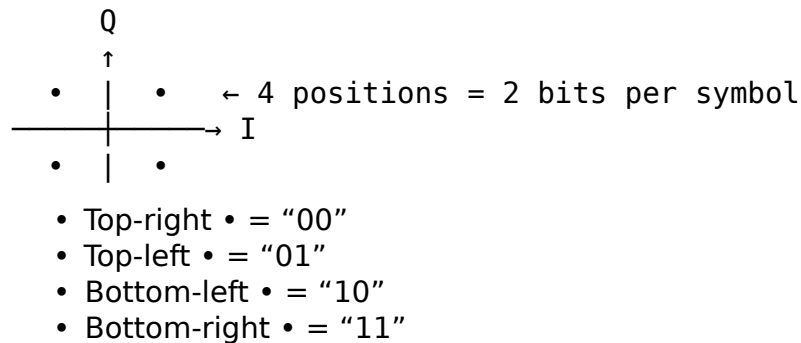 Q
↑
• | • ← 4 positions = 2 bits per symbol
─────┼─────→ I
• | •
• Top-right • = “00”
• Top-left • = “01”
• Bottom-left • = “10”
• Bottom-right • = “11”